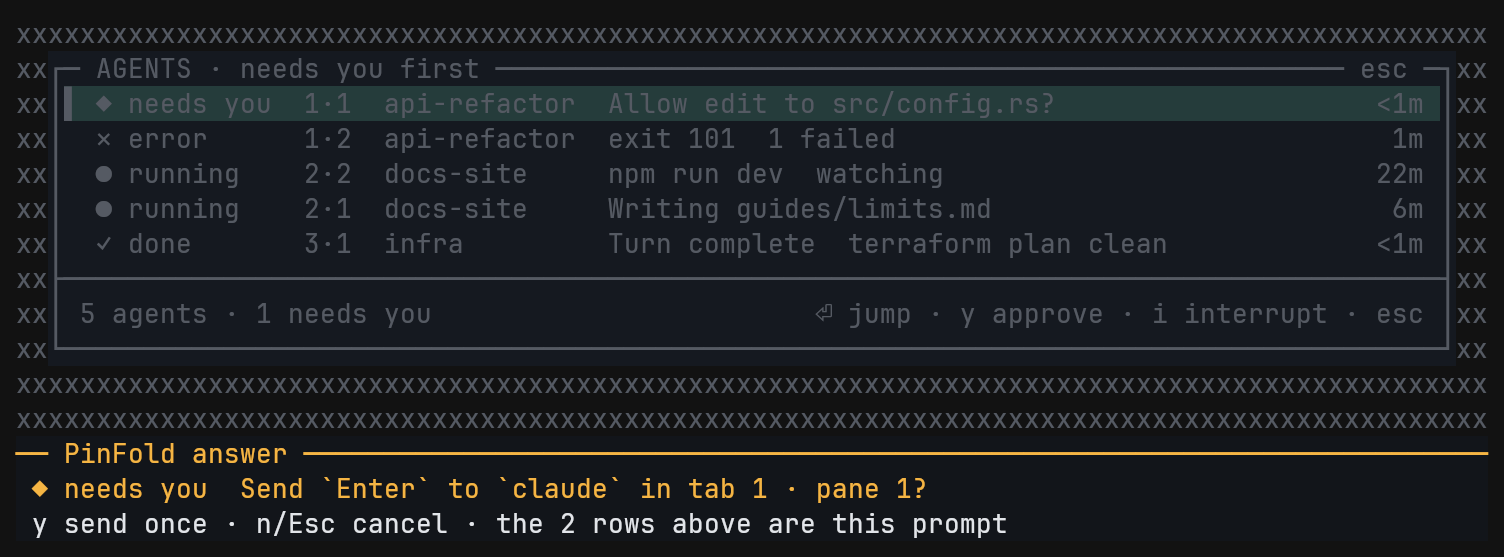 xxxxxxxxxxxxxxxxxxxxxxxxxxxxxxxxxxxxxxxxxxxxxxxxxxxxxxxxxxxxxxxxxxxxxxxxxxxxxxxxxxxxxxxxxxxx
xx AGENTS · needs you first esc xx
xx ◆ needs you 1·1 api-refactor Allow edit to src/config.rs? <1m xx
xx × error 1·2 api-refactor exit 101 1 failed 1m xx
xx ● running 2·2 docs-site npm run dev watching 22m xx
xx ● running 2·1 docs-site Writing guides/limits.md 6m xx
xx ✓ done 3·1 infra Turn complete terraform plan clean <1m xx
xx xx
xx 5 agents · 1 needs you ⏎ jump · y approve · i interrupt · esc xx
xx xx
xxxxxxxxxxxxxxxxxxxxxxxxxxxxxxxxxxxxxxxxxxxxxxxxxxxxxxxxxxxxxxxxxxxxxxxxxxxxxxxxxxxxxxxxxxxx
xxxxxxxxxxxxxxxxxxxxxxxxxxxxxxxxxxxxxxxxxxxxxxxxxxxxxxxxxxxxxxxxxxxxxxxxxxxxxxxxxxxxxxxxxxxx
PinFold answer
◆ needs you Send `Enter` to `claude` in tab 1 · pane 1?
y send once · n/Esc cancel · the 2 rows above are this prompt